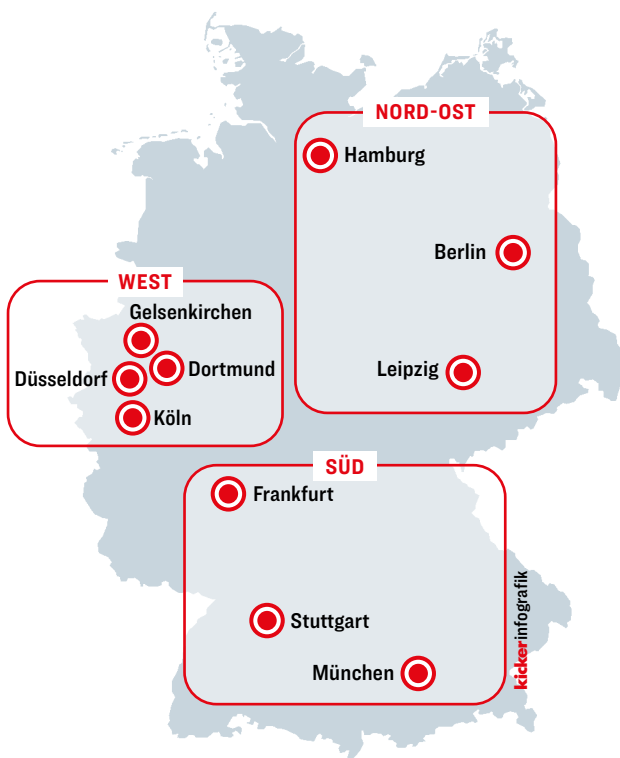 NORD-OST
Hamburg
Berlin
Leipzig
WEST
Gelsenkirchen
Dortmund
Düsseldorf
Köln
SÜD
Frankfurt
Stuttgart
München
kickerinfografik